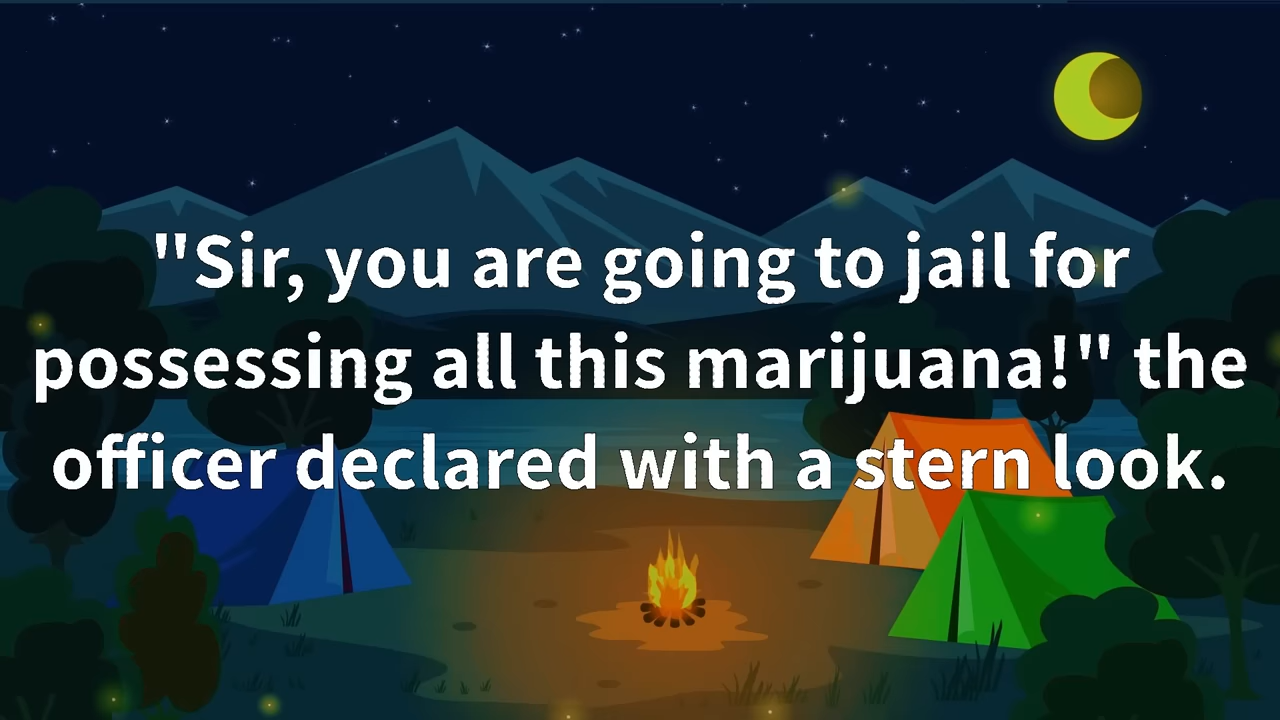 "Sir, you are going to jail for
possessing all this marijuana!" the
officer declared with a stern look.